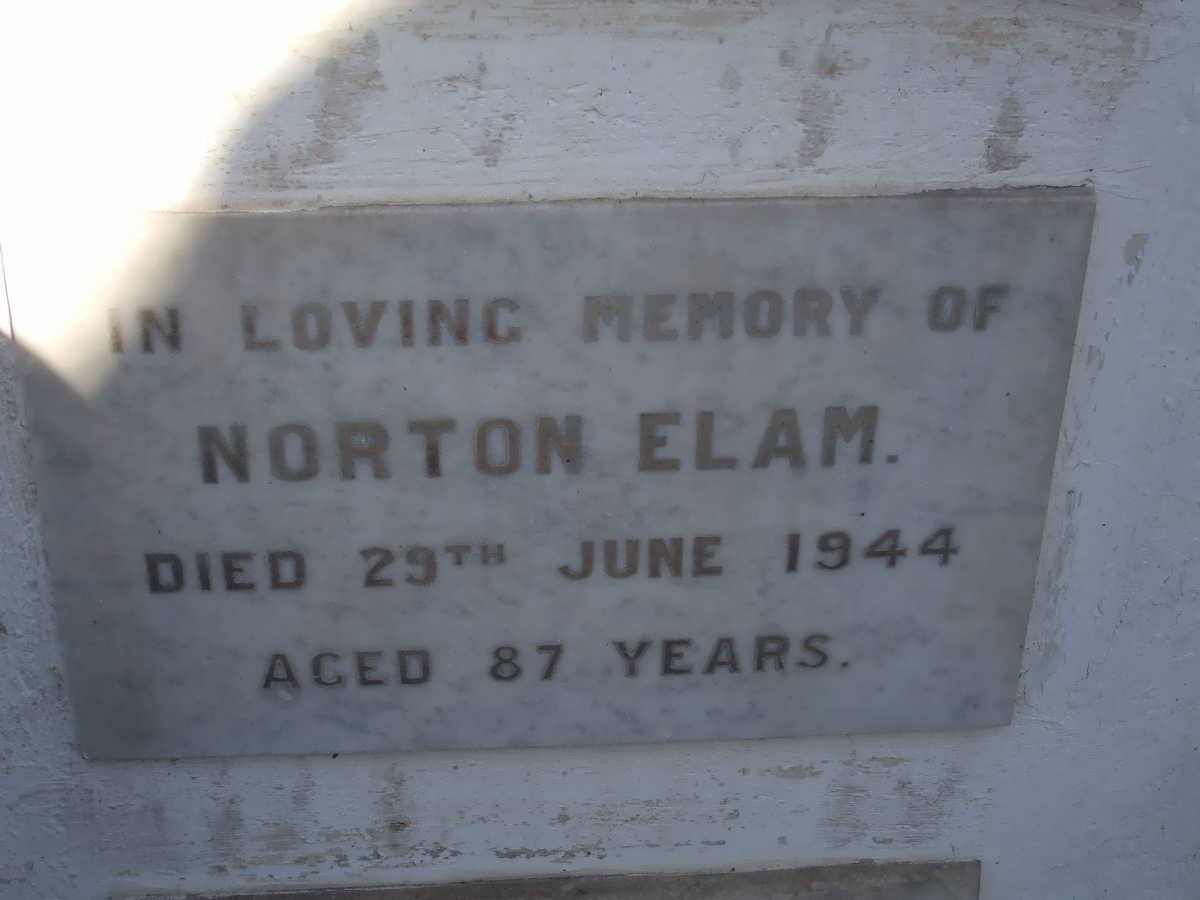 IN LOVING MEMORY OF
NORTON ELAM.
DIED 29TH JUNE 1944
AGED 87 YEARS.